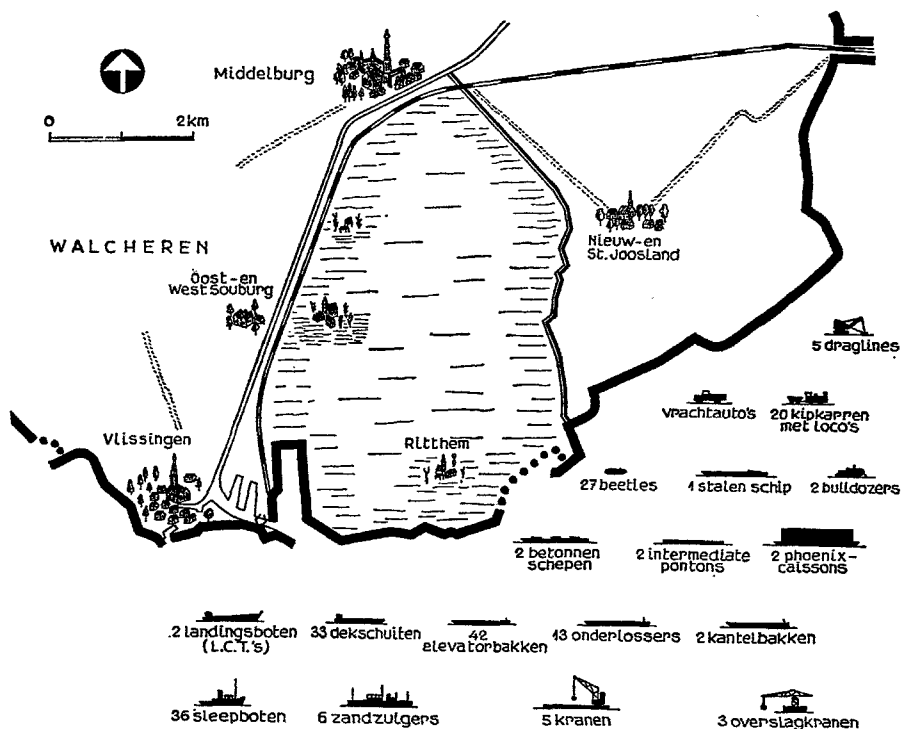 Middelburg
0 2km
WALCHEREN
Nieuw-en
St. Joosland
Oost-en
West Souburg
5 draglines
Vlissingen
Ritthem
vrachtauto's
20 kipkarren
met loco's
27 beetles
1 stalen schip
2 bulldozers
2 betonnen
schepen
2 intermediate
pontons
2 phoenix-
caissons
2 landingsboten
(L.C.T.'s)
33 dekschuiten
42
elevatorbakken
13 onderlossers
2 kantelbakken
36 sleepboten
6 zandzuigers
5 kranen
3 overslagkranen